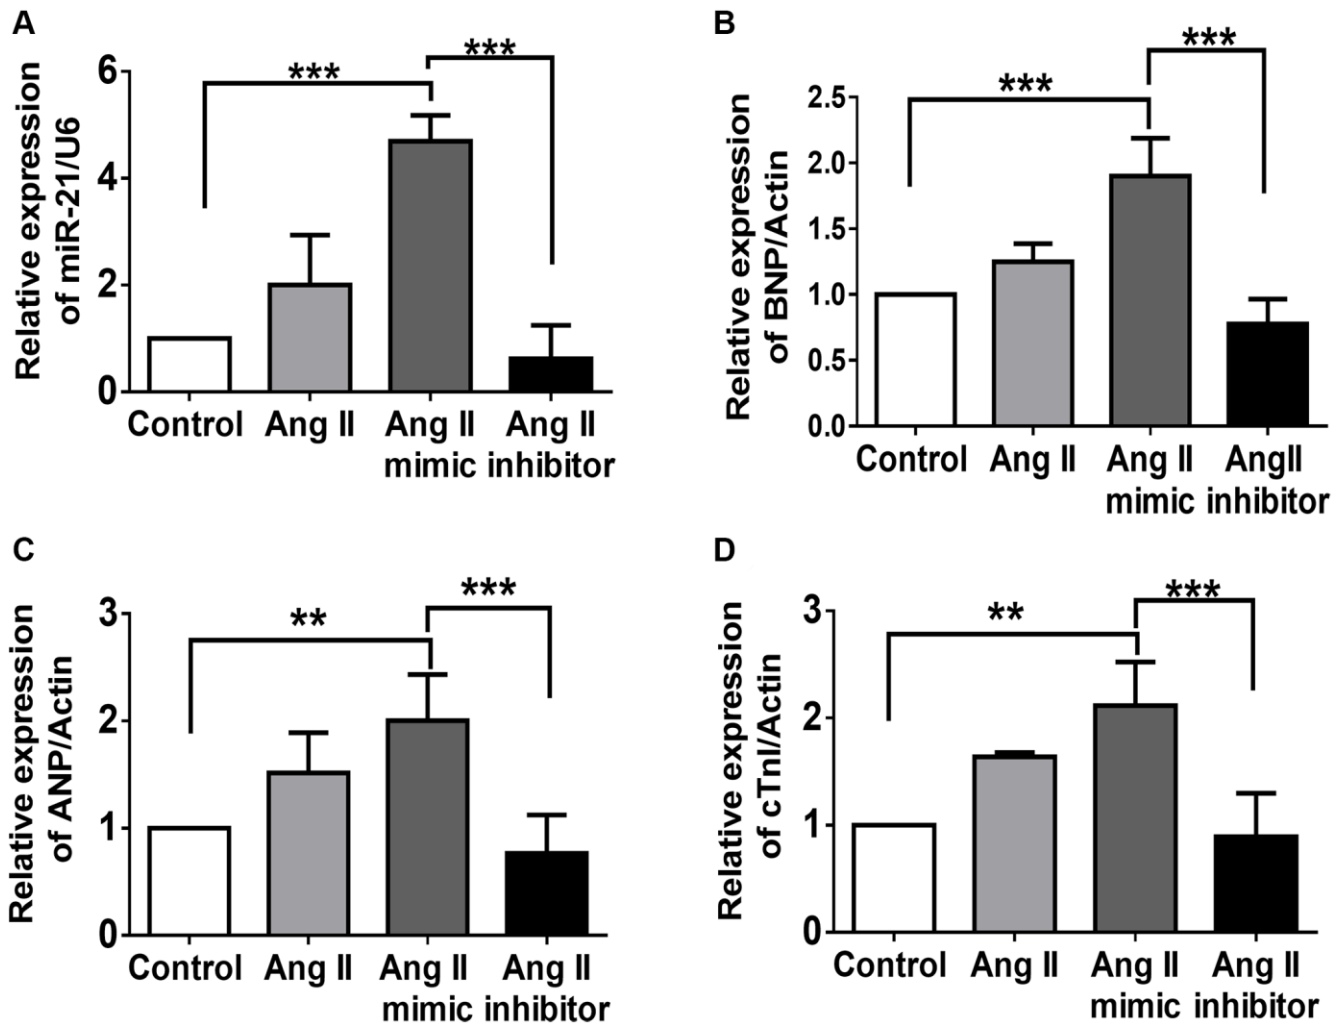 A
Relative expression
of miR-21/U6
6
4
2
0
***
***
Control Ang II Ang II Ang II
mimic inhibitor
B
Relative expression
of BNP/Actin
2.5
2.0
1.5
1.0
0.5
0.0
***
***
Control Ang II Ang II AngII
mimic inhibitor
C
Relative expression
of ANP/Actin
3
2
1
0
**
***
Control Ang II Ang II Ang II
mimic inhibitor
D
Relative expression
of cTnI/Actin
3
2
1
0
**
***
Control Ang II Ang II Ang II
mimic inhibitor